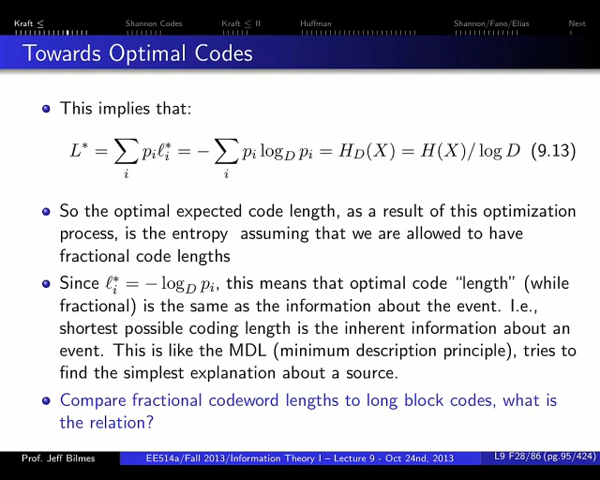 Kraft ≤ Shannon Codes Kraft ≤ II Huffman Shannon/Fano/Elias Next
Towards Optimal Codes
This implies that:
L* = ∑_i p_i ℓ_i* = − ∑_i p_i log_D p_i = H_D(X) = H(X)/ log D (9.13)
So the optimal expected code length, as a result of this optimization
process, is the entropy assuming that we are allowed to have
fractional code lengths
Since ℓ_i* = − log_D p_i, this means that optimal code “length” (while
fractional) is the same as the information about the event. I.e.,
shortest possible coding length is the inherent information about an
event. This is like the MDL (minimum description principle), tries to
find the simplest explanation about a source.
Compare fractional codeword lengths to long block codes, what is
the relation?
Prof. Jeff Bilmes EE514a/Fall 2013/Information Theory I – Lecture 9 - Oct 24nd, 2013 L9 F28/86 (pg.95/424)